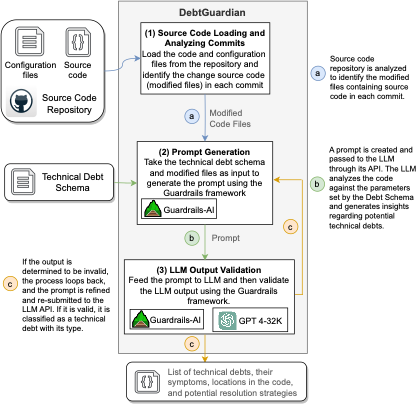 DebtGuardian
Configuration
files
Source
code
Source Code
Repository
(1) Source Code Loading and
Analyzing Commits
Load the code and configuration
files from the repository and
identify the change source code
(modified files) in each commit
a
Source code
repository is analyzed
to identify the modified
files containing source
code in each commit.
a
Modified
Code Files
Technical Debt
Schema
(2) Prompt Generation
Take the technical debt schema
and modified files as input to
generate the prompt using the
Guardrails framework
Guardrails-AI
A prompt is created and
passed to the LLM
through its API. The LLM
analyzes the code
against the parameters
set by the Debt Schema
and generates insights
regarding potential
technical debts.
b
b
Prompt
c
(3) LLM Output Validation
Feed the prompt to LLM and then validate
the LLM output using the Guardrails
framework.
Guardrails-AI
GPT 4-32K
If the output is
determined to be invalid,
the process loops back,
and the prompt is refined
and re-submitted to the
LLM API. If it is valid, it is
classified as a technical
debt with its type.
c
c
List of technical debts, their
symptoms, locations in the code,
and potential resolution strategies